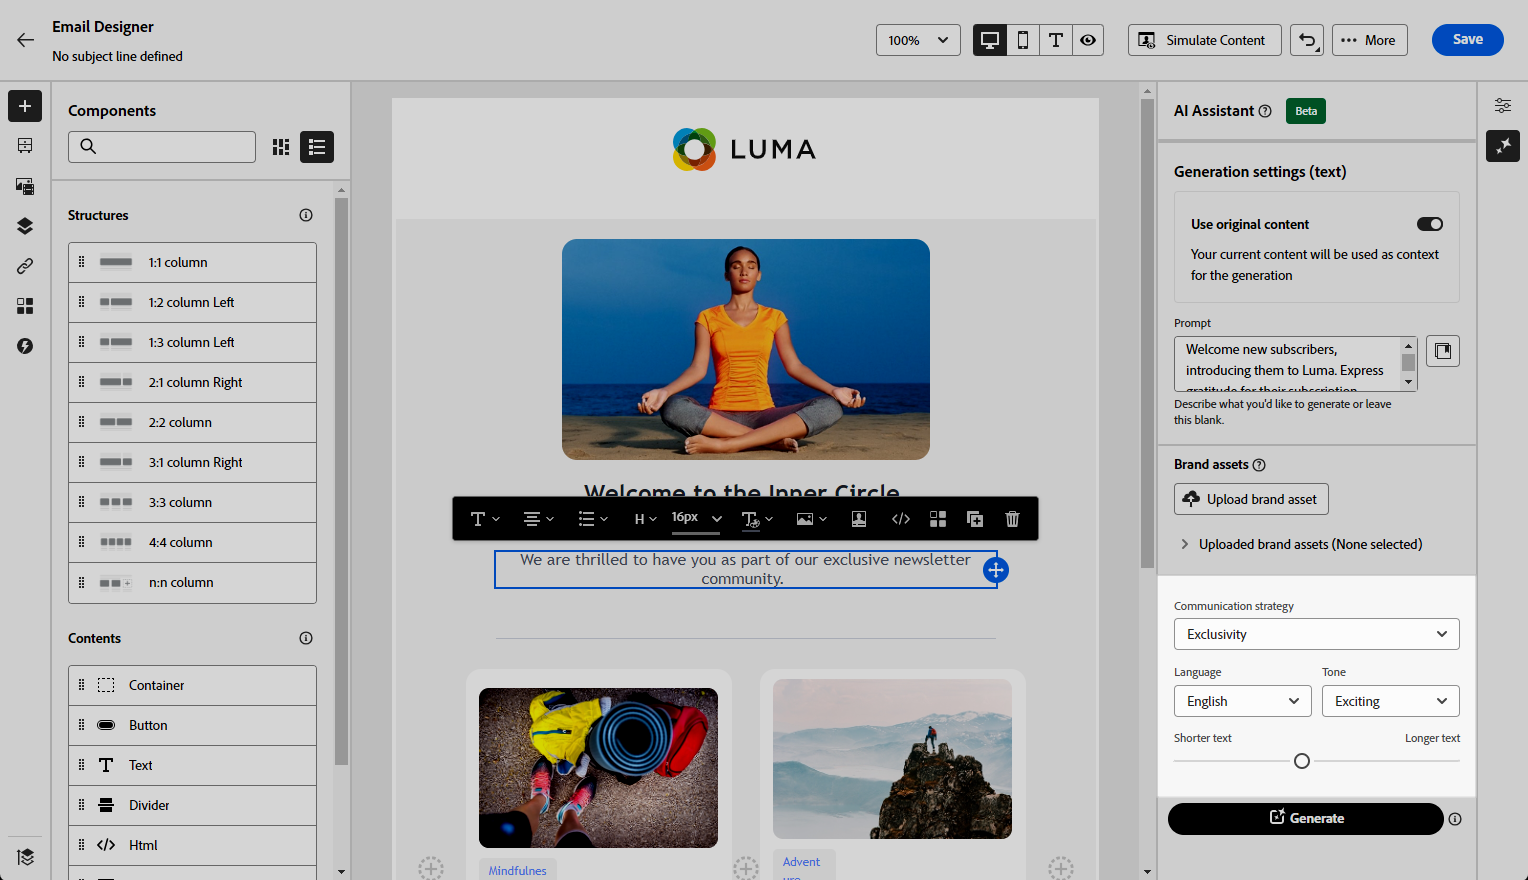 Email Designer
No subject line defined
100%
Simulate Content
More
Save
Components
Structures
1:1 column
1:2 column Left
1:3 column Left
2:1 column Right
2:2 column
3:1 column Right
3:3 column
4:4 column
n:n column
Contents
Container
Button
Text
Divider
Html
LUMA
Welcome to the Inner Circle
H
16px
We are thrilled to have you as part of our exclusive newsletter
community.
Mindfulnes
Advent
ure
AI Assistant
Beta
Generation settings (text)
Use original content
Your current content will be used as context
for the generation
Prompt
Welcome new subscribers,
introducing them to Luma. Express
gratitude for their subscription
Describe what you'd like to generate or leave
this blank.
Brand assets
Upload brand asset
Uploaded brand assets (None selected)
Communication strategy
Exclusivity
Language
Tone
English
Exciting
Shorter text
Longer text
Generate